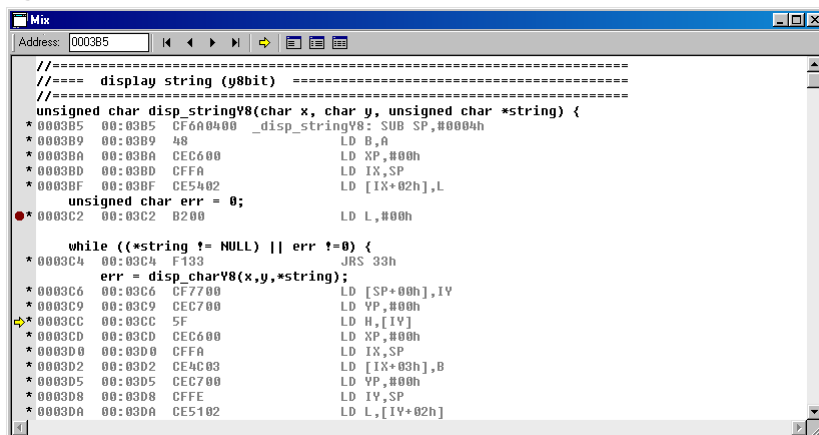 Mix
Address: 0003B5
//========================================================================
//==== display string (y8bit) ==========================================
//========================================================================
unsigned char disp_stringY8(char x, char y, unsigned char *string) {
* 0003B5 00:03B5 CF6A0400 _disp_stringY8: SUB SP,#0004h
* 0003B9 00:03B9 48 LD B,A
* 0003BA 00:03BA CEC600 LD XP,#00h
* 0003BD 00:03BD CFFA LD IX,SP
* 0003BF 00:03BF CE5402 LD [IX+02h],L
unsigned char err = 0;
* 0003C2 00:03C2 B200 LD L,#00h
while ((*string != NULL) || err !=0) {
* 0003C4 00:03C4 F133 JRS 33h
err = disp_charY8(x,y,*string);
* 0003C6 00:03C6 CF7700 LD [SP+00h],IY
* 0003C9 00:03C9 CEC700 LD YP,#00h
* 0003CC 00:03CC 5F LD H,[IY]
* 0003CD 00:03CD CEC600 LD XP,#00h
* 0003D0 00:03D0 CFFA LD IX,SP
* 0003D2 00:03D2 CE4C03 LD [IX+03h],B
* 0003D5 00:03D5 CEC700 LD YP,#00h
* 0003D8 00:03D8 CFFE LD IY,SP
* 0003DA 00:03DA CE5102 LD L,[IY+02h]